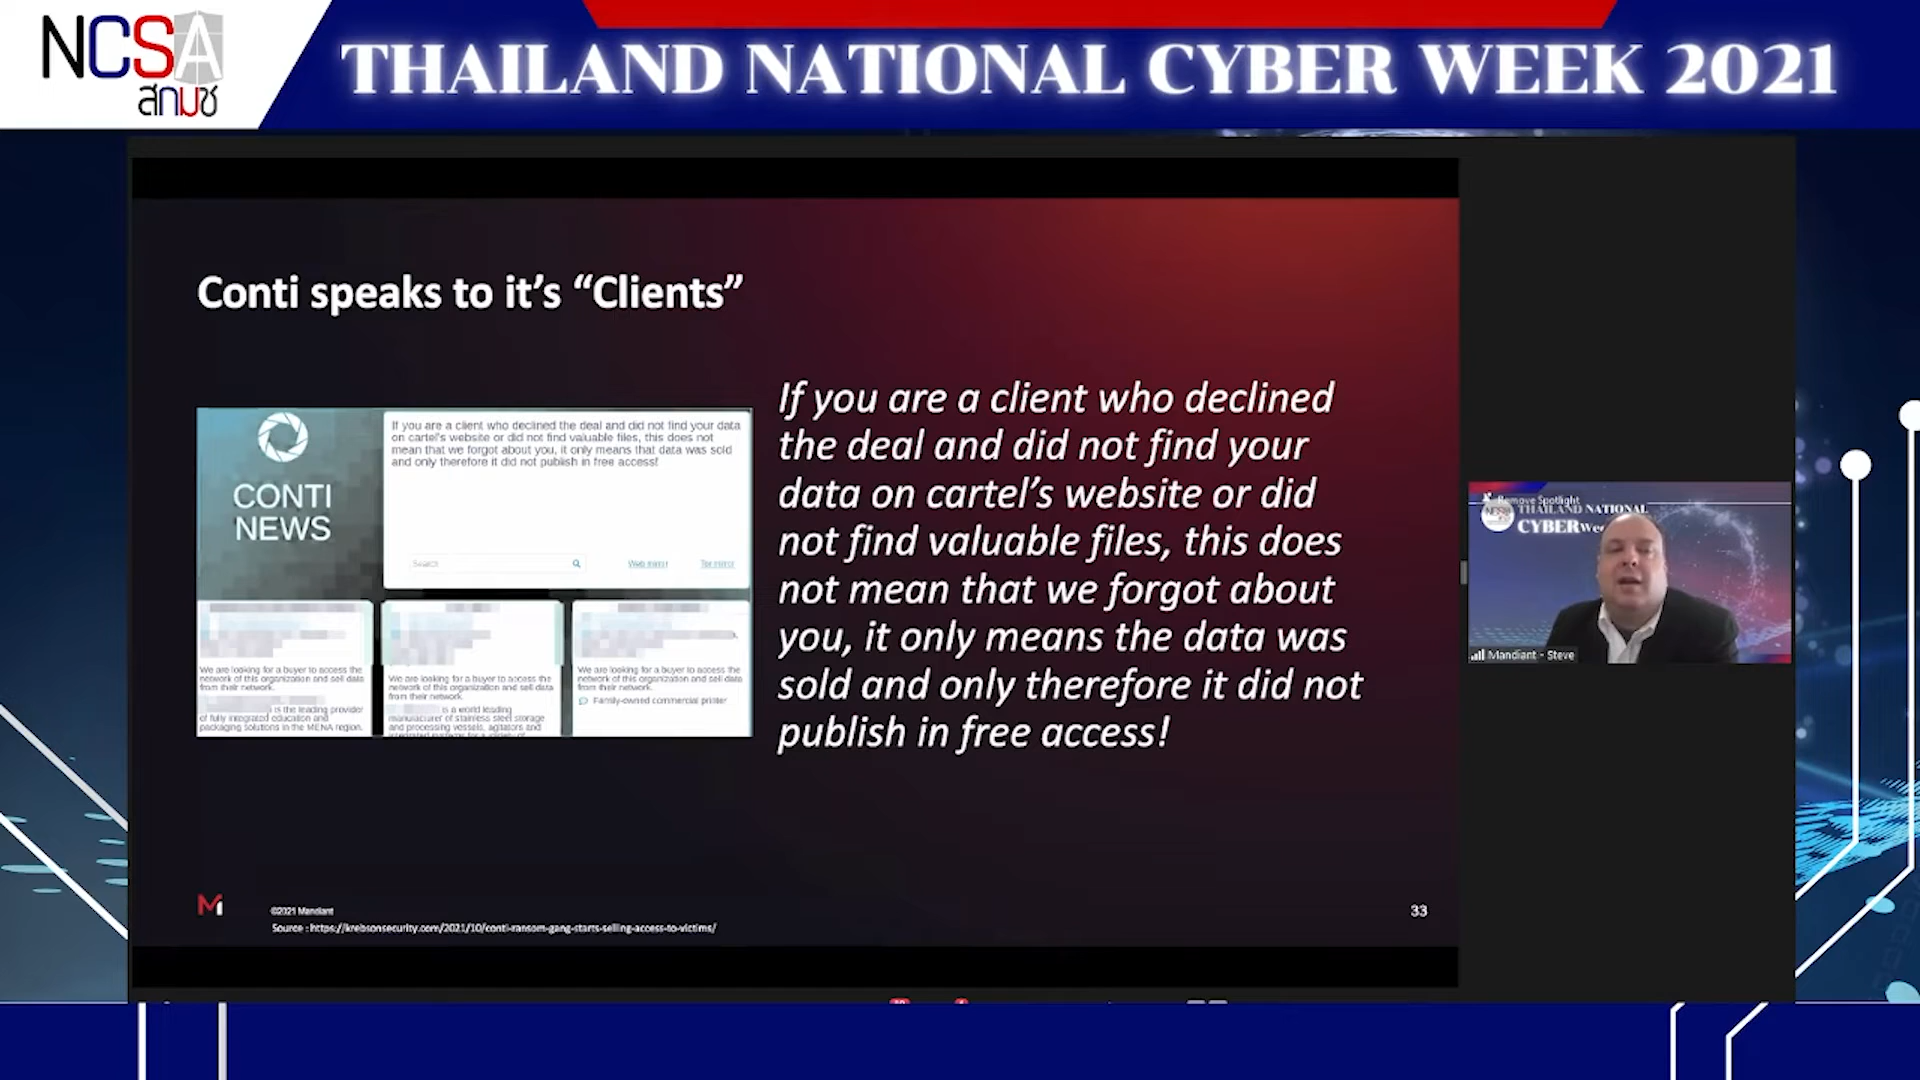 NCSA
สกมช
THAILAND NATIONAL CYBER WEEK 2021
Conti speaks to it's “Clients”
CONTI
NEWS
If you are a client who declined the deal and did not find your data
on cartel's website or did not find valuable files, this does not
mean that we forgot about you, it only means that data was sold
and only therefore it did not publish in free access!
Search
Web mirror
Tor mirror
We are looking for a buyer to access the
network of this organization and sell data
from their network.
is the leading provider
of fully integrated education and
packaging solutions in the MENA region.
We are looking for a buyer to access the
network of this organization and sell data
from their network.
is a world leading
manufacturer of stainless steel storage
and processing vessels, agitators and
We are looking for a buyer to access the
network of this organization and sell data
from their network.
Family-owned commercial printer
If you are a client who declined
the deal and did not find your
data on cartel's website or did
not find valuable files, this does
not mean that we forgot about
you, it only means the data was
sold and only therefore it did not
publish in free access!
©2021 Mandiant
Source : https://krebsonsecurity.com/2021/10/conti-ransom-gang-starts-selling-access-to-victims/
33
Remove Spotlight
THAILAND NATIONAL
CYBER
Mandiant - Steve